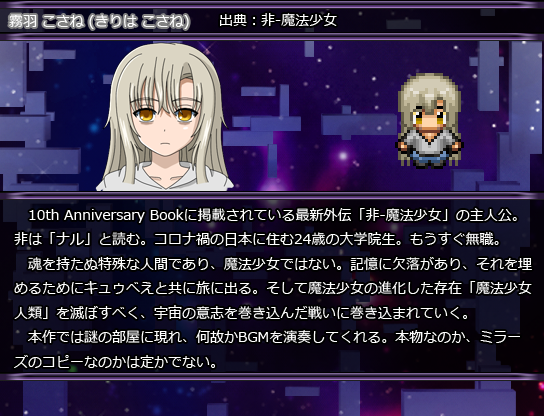 霧羽 こさね (きりは こさね)　出典：非-魔法少女
10th Anniversary Bookに掲載されている最新外伝「非-魔法少女」の主人公。
非は「ナル」と読む。コロナ禍の日本に住む24歳の大学院生。もうすぐ無職。
魂を持たぬ特殊な人間であり、魔法少女ではない。記憶に欠落があり、それを埋
めるためにキュゥべえと共に旅に出る。そして魔法少女の進化した存在「魔法少女
人類」を滅ぼすべく、宇宙の意志を巻き込んだ戦いに巻き込まれていく。
本作では謎の部屋に現れ、何故かBGMを演奏してくれる。本物なのか、ミラー
ズのコピーなのかは定かでない。